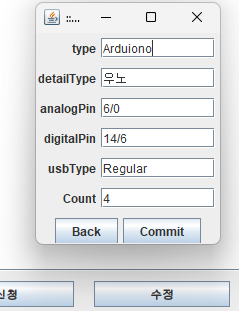 ::...
type Arduiono
detailType 우노
analogPin 6/0
digitalPin 14/6
usbType Regular
Count 4
Back Commit
신청 수정